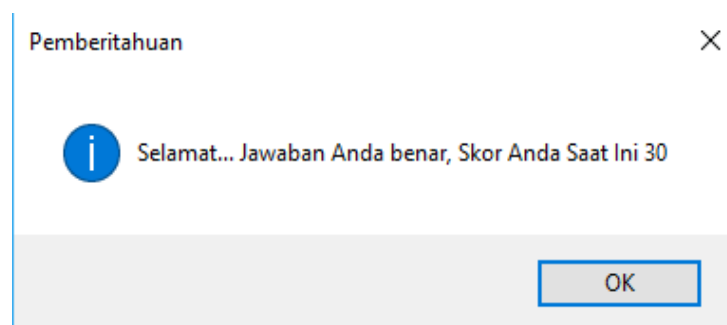 Pemberitahuan
Selamat... Jawaban Anda benar, Skor Anda Saat Ini 30
OK